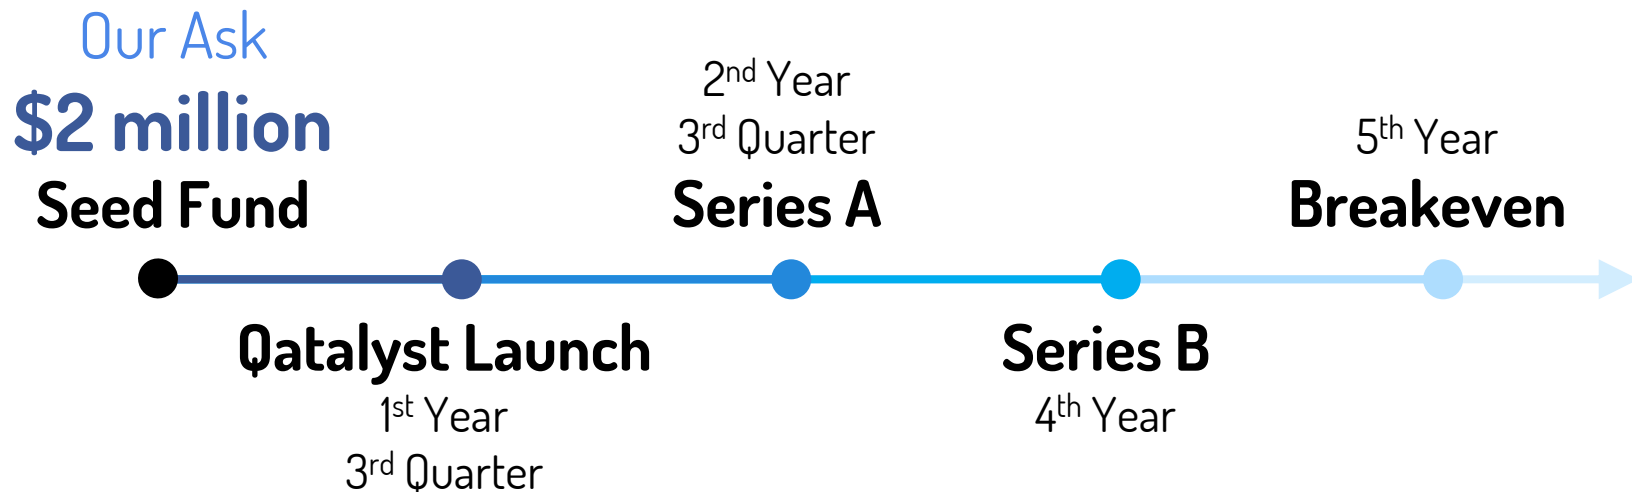 Our Ask
$2 million
Seed Fund
Qatalyst Launch
1st Year
3rd Quarter
2nd Year
3rd Quarter
Series A
Series B
4th Year
5th Year
Breakeven